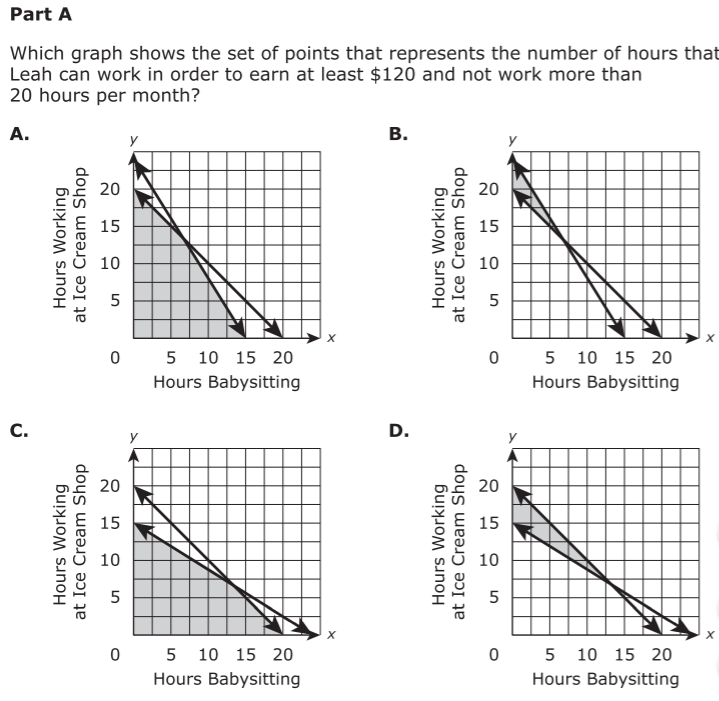 Part A
Which graph shows the set of points that represents the number of hours that
Leah can work in order to earn at least $120 and not work more than
20 hours per month?
A.
y
Hours Working
at Ice Cream Shop
20
15
10
5
0 5 10 15 20
x
Hours Babysitting
B.
y
Hours Working
at Ice Cream Shop
20
15
10
5
0 5 10 15 20
x
Hours Babysitting
C.
y
Hours Working
at Ice Cream Shop
20
15
10
5
0 5 10 15 20
x
Hours Babysitting
D.
y
Hours Working
at Ice Cream Shop
20
15
10
5
0 5 10 15 20
x
Hours Babysitting